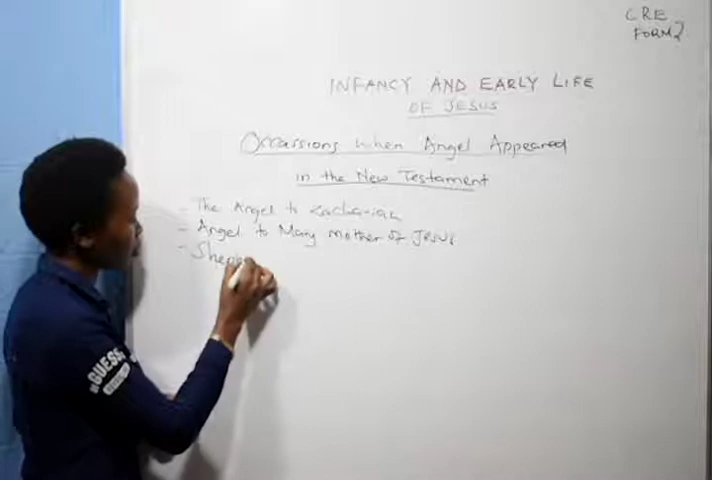 CRE
FORM 2
INFANCY AND EARLY LIFE
OF JESUS
Occassions when Angel Appeared
in the New Testament
- The Angel to Zachariah
- Angel to Mary mother of Jesus
- Sheph
GUESS